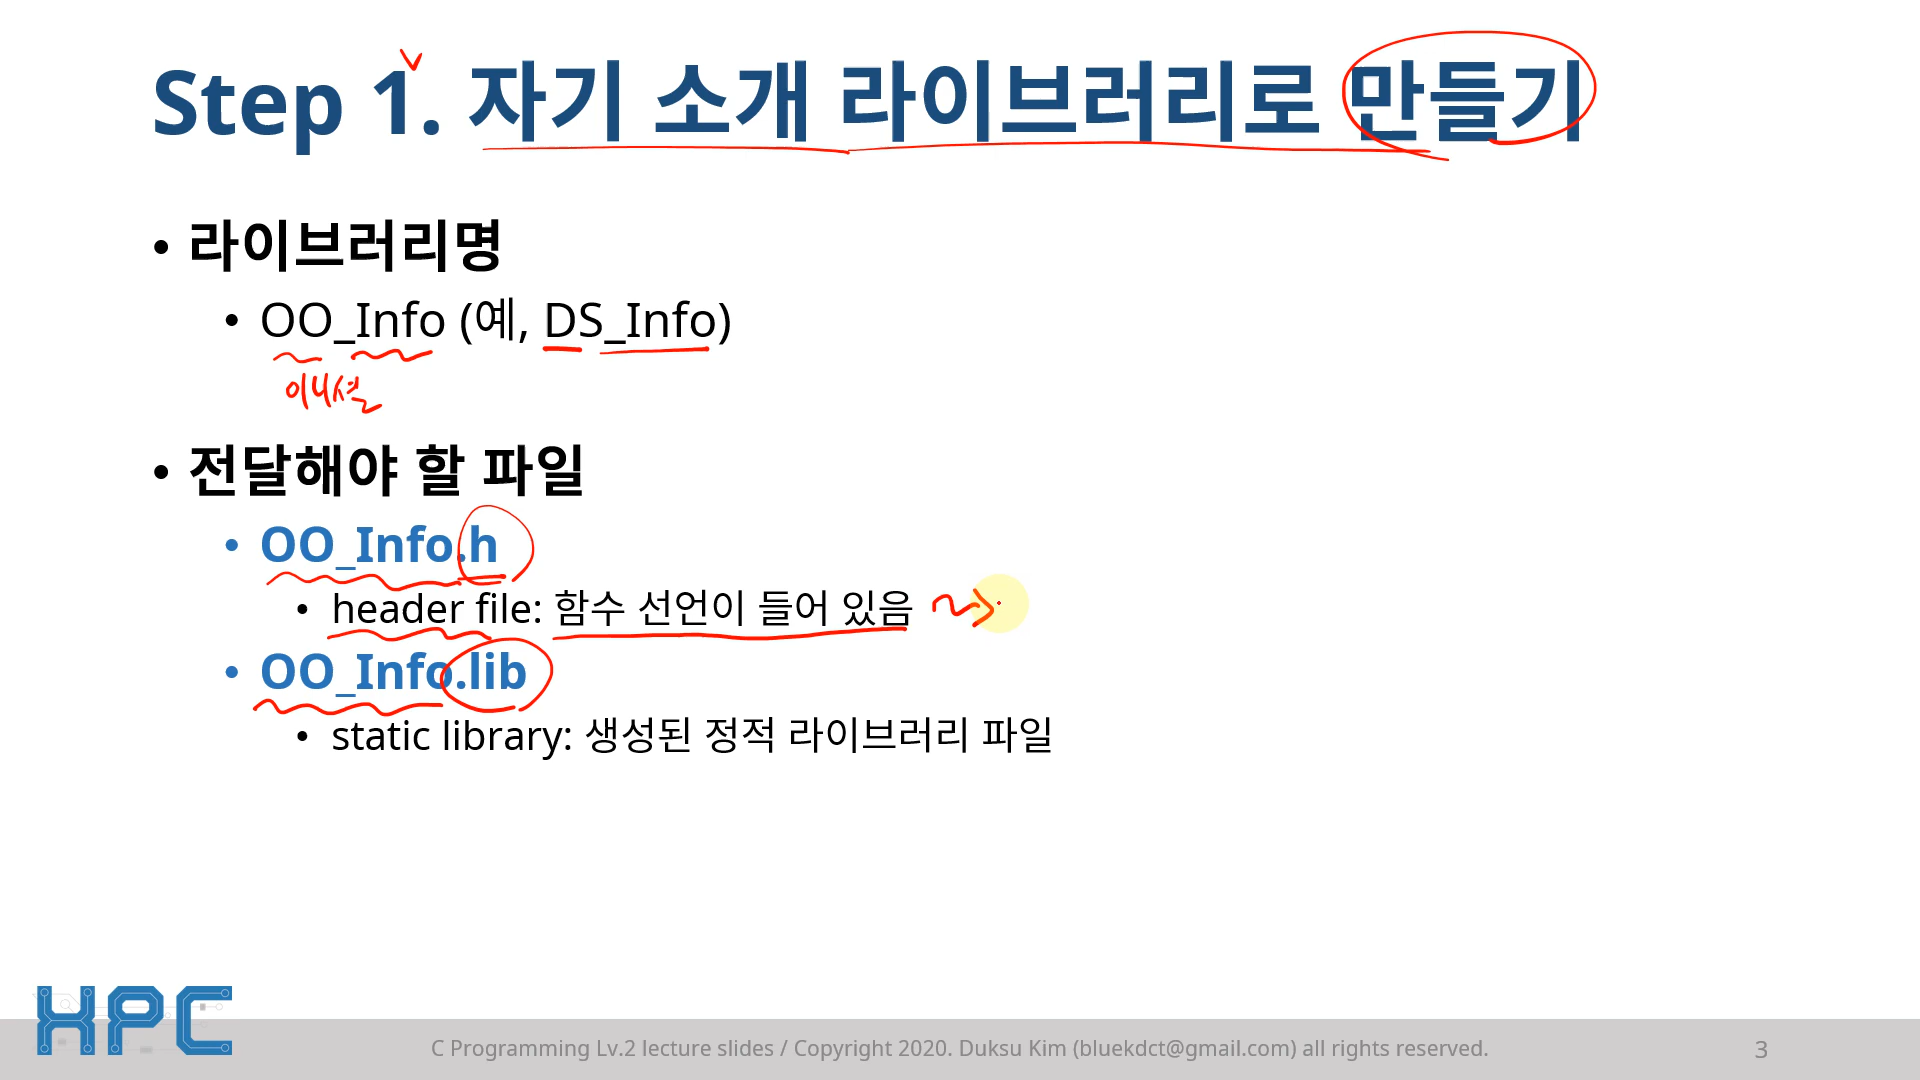 Step 1. 자기 소개 라이브러리로 만들기
• 라이브러리명
• OO_Info (예, DS_Info)
이니셜
• 전달해야 할 파일
• OO_Info.h
• header file: 함수 선언이 들어 있음
• OO_Info.lib
• static library: 생성된 정적 라이브러리 파일
HPC
C Programming Lv.2 lecture slides / Copyright 2020. Duksu Kim (bluekdct@gmail.com) all rights reserved.
3